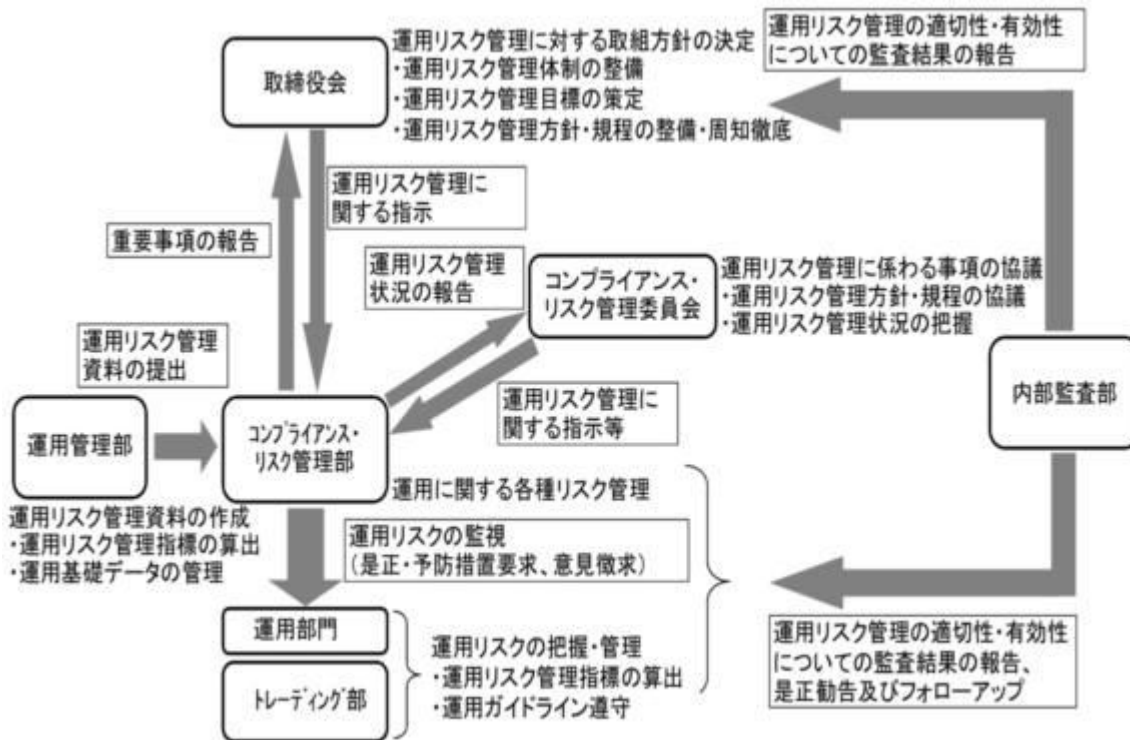 取締役会
運用リスク管理に対する取組方針の決定
・運用リスク管理体制の整備
・運用リスク管理目標の策定
・運用リスク管理方針・規程の整備・周知徹底
運用リスク管理の適切性・有効性
についての監査結果の報告
運用リスク管理に
関する指示
重要事項の報告
運用リスク管理
状況の報告
コンプライアンス・
リスク管理委員会
運用リスク管理に係わる事項の協議
・運用リスク管理方針・規程の協議
・運用リスク管理状況の把握
運用リスク管理
資料の提出
運用リスク管理に
関する指示等
内部監査部
運用管理部
コンプライアンス・
リスク管理部
運用に関する各種リスク管理
運用リスク管理資料の作成
・運用リスク管理指標の算出
・運用基礎データの管理
運用リスクの監視
(是正・予防措置要求、意見徴求)
運用部門
トレーディング部
運用リスクの把握・管理
・運用リスク管理指標の算出
・運用ガイドライン遵守
運用リスク管理の適切性・有効性
についての監査結果の報告、
是正勧告及びフォローアップ